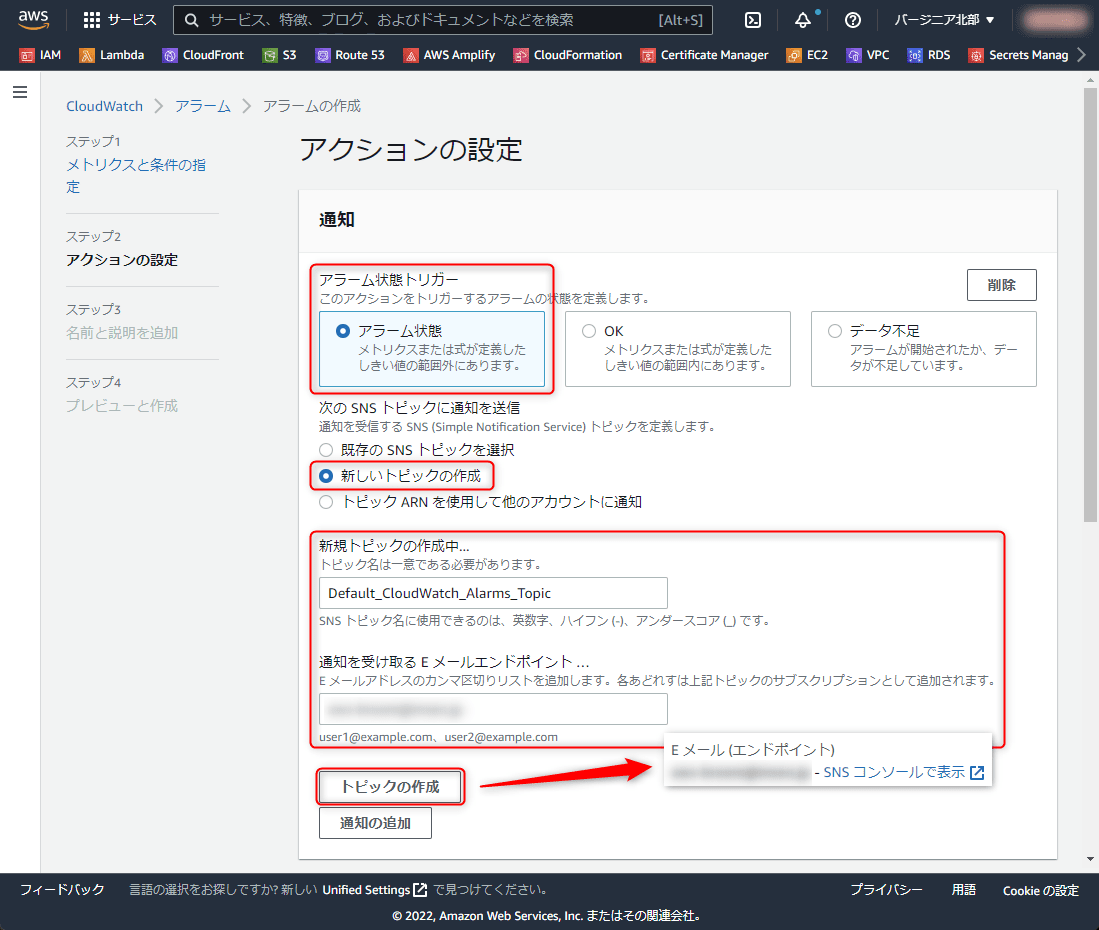 aws
サービス
サービス、特徴、ブログ、およびドキュメントなどを検索
[Alt+S]
バージニア北部 ▼
IAM
Lambda
CloudFront
S3
Route 53
AWS Amplify
CloudFormation
Certificate Manager
EC2
VPC
RDS
Secrets Manag
CloudWatch
アラーム
アラームの作成
ステップ1
メトリクスと条件の指
定
ステップ2
アクションの設定
ステップ3
名前と説明を追加
ステップ4
プレビューと作成
アクションの設定
通知
アラーム状態トリガー
このアクションをトリガーするアラームの状態を定義します。
削除
アラーム状態
メトリクスまたは式が定義した
しきい値の範囲外にあります。
OK
メトリクスまたは式が定義した
しきい値の範囲内にあります。
データ不足
アラームが開始されたか、デー
タが不足しています。
次の SNS トピックに通知を送信
通知を受信する SNS (Simple Notification Service) トピックを定義します。
既存の SNS トピックを選択
新しいトピックの作成
トピック ARN を使用して他のアカウントに通知
新規トピックの作成中...
トピック名は一意である必要があります。
Default_CloudWatch_Alarms_Topic
SNS トピック名に使用できるのは、英数字、ハイフン (-)、アンダースコア (_) です。
通知を受け取る E メールエンドポイント ...
E メールアドレスのカンマ区切りリストを追加します。各あどれすは上記トピックのサブスクリプションとして追加されます。
user1@example.com、user2@example.com
E メール (エンドポイント)
- SNS コンソールで表示
トピックの作成
通知の追加
フィードバック
言語の選択をお探しですか? 新しい Unified Settings で見つけてください。
プライバシー
用語
Cookie の設定
© 2022, Amazon Web Services, Inc. またはその関連会社。